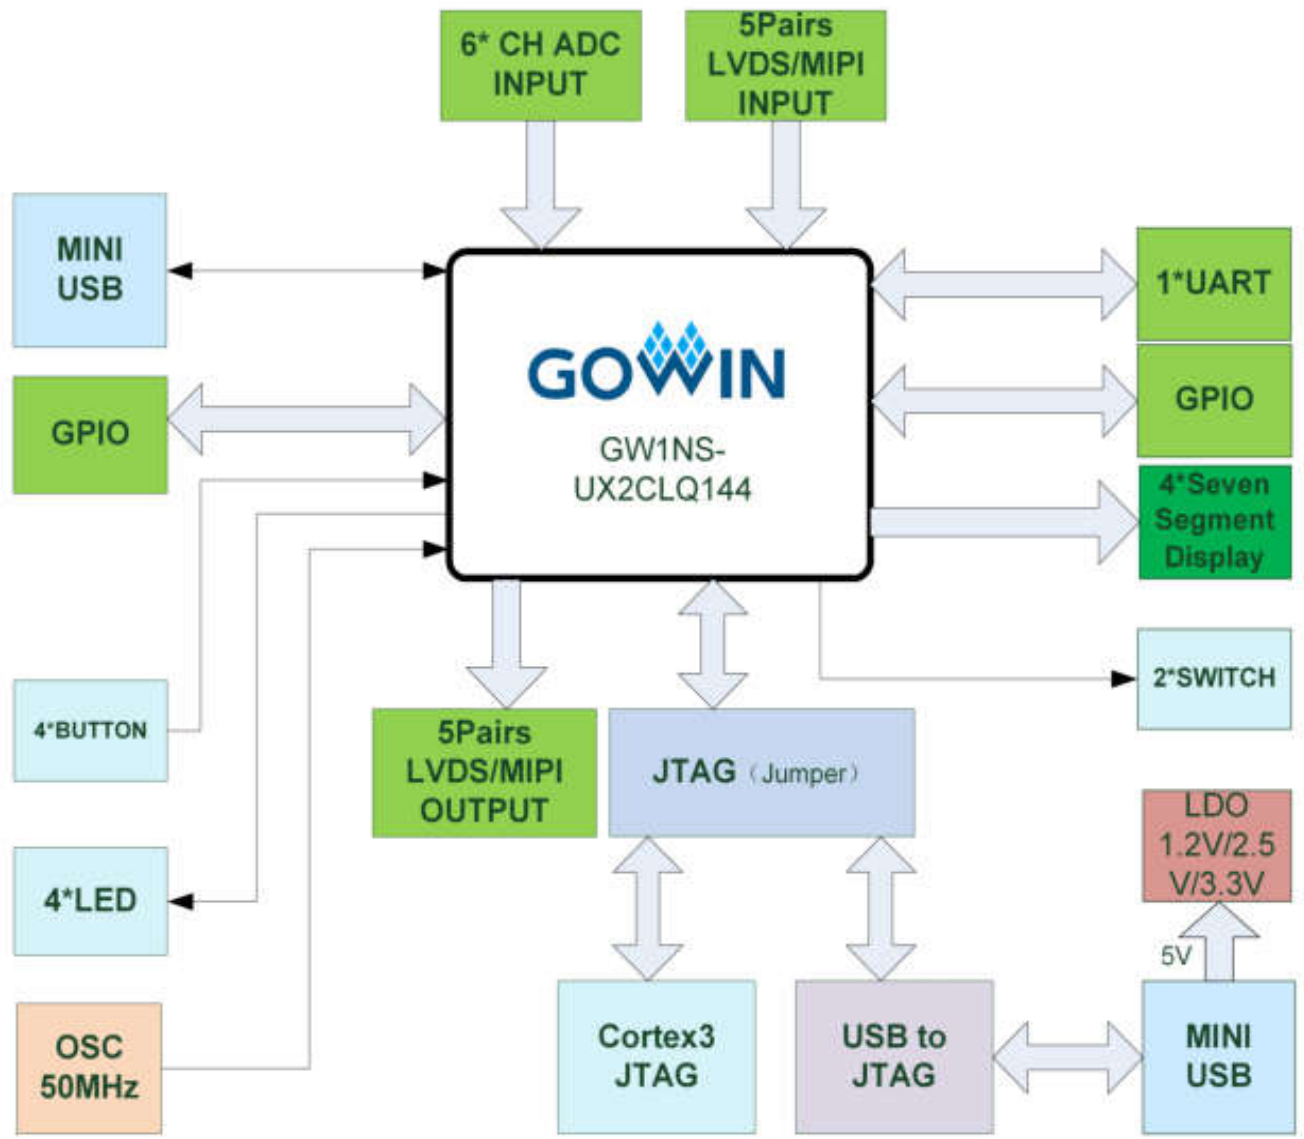 6* CH ADC
INPUT
5Pairs
LVDS/MIPI
INPUT
MINI
USB
1*UART
GOWIN
GW1NS-
UX2CLQ144
GPIO
GPIO
4*Seven
Segment
Display
4*BUTTON
2*SWITCH
5Pairs
LVDS/MIPI
OUTPUT
JTAG（Jumper）
LDO
1.2V/2.5
V/3.3V
4*LED
5V
OSC
50MHz
Cortex3
JTAG
USB to
JTAG
MINI
USB